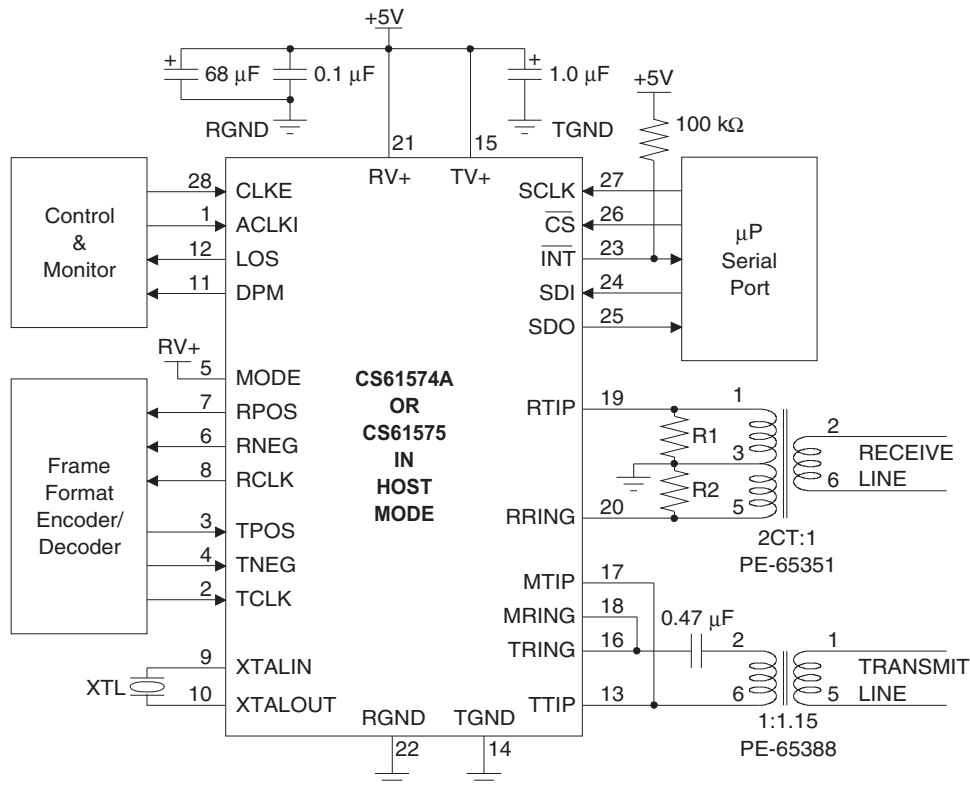 +5V
+ 68 μF
0.1 μF
+ 1.0 μF
+5V
RGND
TGND
100 kΩ
21
15
RV+
TV+
Control
&
Monitor
28 CLKE
1 ACLKI
12 LOS
11 DPM
SCLK 27
CS 26
INT 23
SDI 24
SDO 25
μP
Serial
Port
RV+
5 MODE
7 RPOS
6 RNEG
8 RCLK
3 TPOS
4 TNEG
2 TCLK
Frame
Format
Encoder/
Decoder
CS61574A
OR
CS61575
IN
HOST
MODE
RTIP 19
R1
R2
RRING 20
1
3
5
2
6
RECEIVE
LINE
2CT:1
PE-65351
MTIP 17
MRING 18
TRING 16
TTIP 13
0.47 μF
2
6
1
5
TRANSMIT
LINE
1:1.15
PE-65388
XTL
9 XTALIN
10 XTALOUT
RGND
TGND
22
14